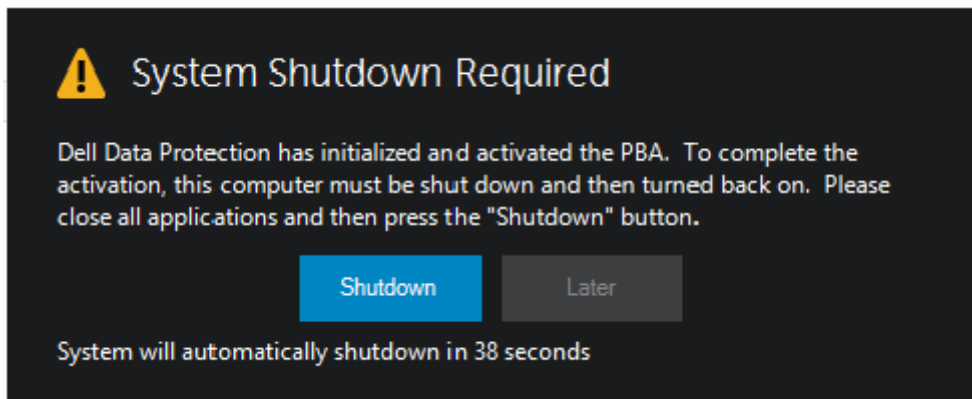 System Shutdown Required
Dell Data Protection has initialized and activated the PBA.  To complete the
activation, this computer must be shut down and then turned back on.  Please
close all applications and then press the "Shutdown" button.
Shutdown
Later
System will automatically shutdown in 38 seconds